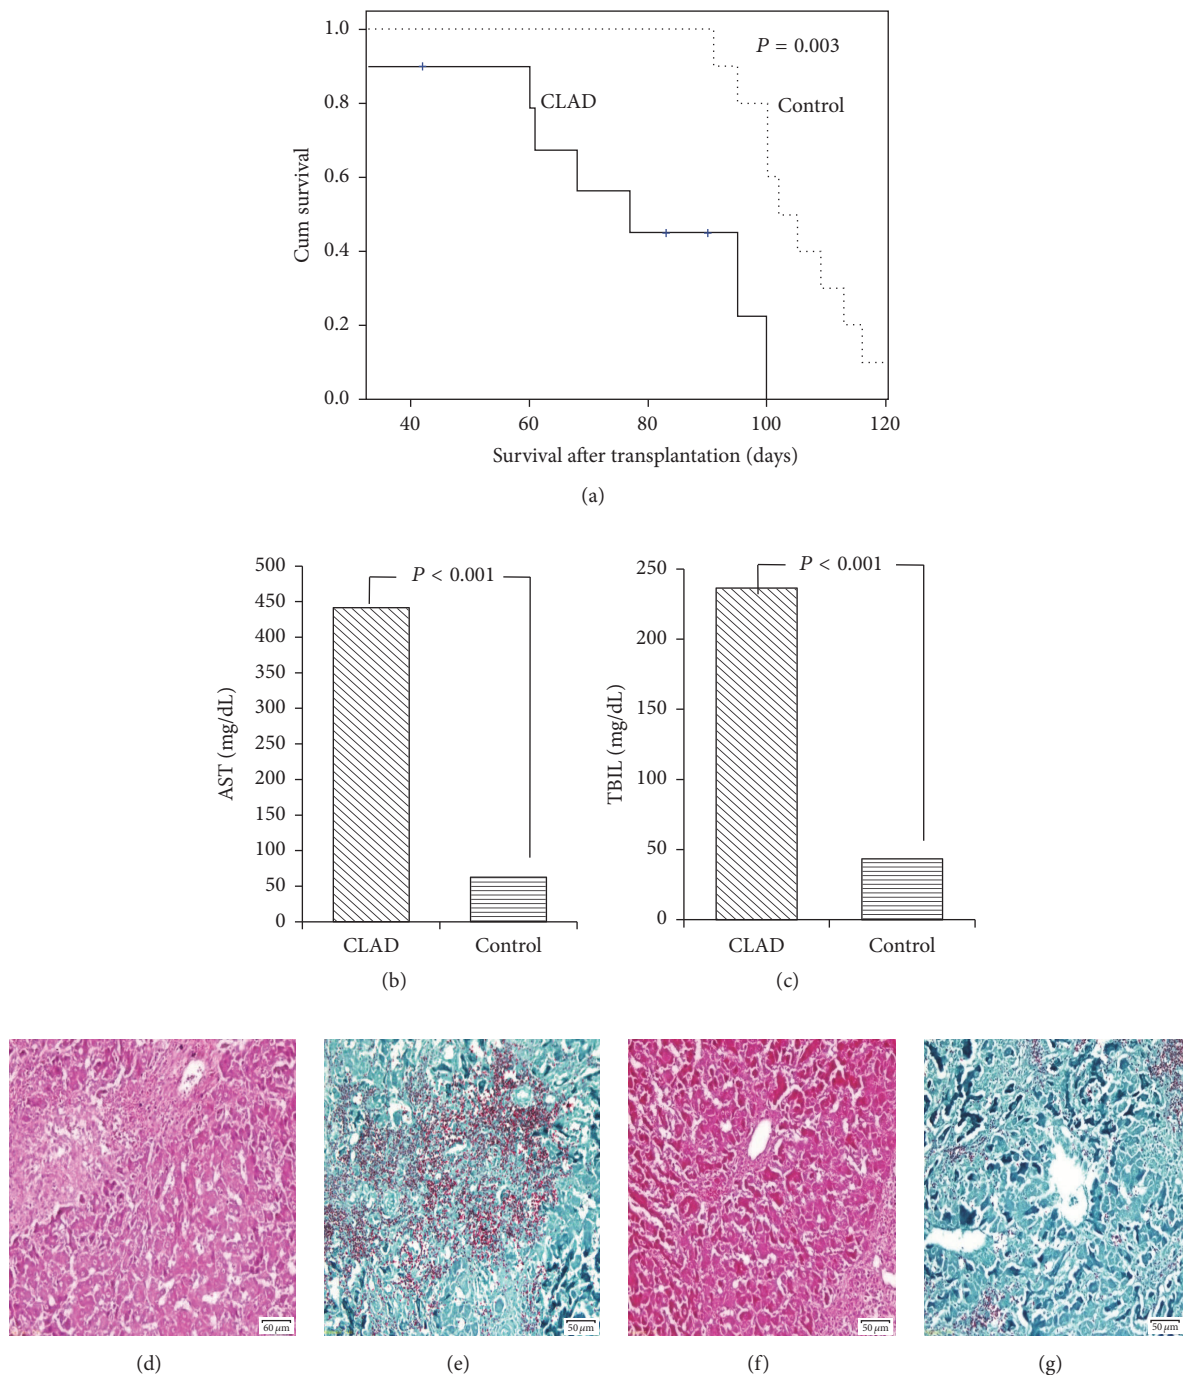 1.0
0.8
0.6
0.4
0.2
0.0
Cum survival
P = 0.003
CLAD
Control
40 60 80 100 120
Survival after transplantation (days)
(a)
500
450
400
350
300
250
200
150
100
50
0
AST (mg/dL)
P < 0.001
CLAD Control
(b)
250
200
150
100
50
0
TBIL (mg/dL)
P < 0.001
CLAD Control
(c)
60 μm
50 μm
50 μm
50 μm
(d) (e) (f) (g)